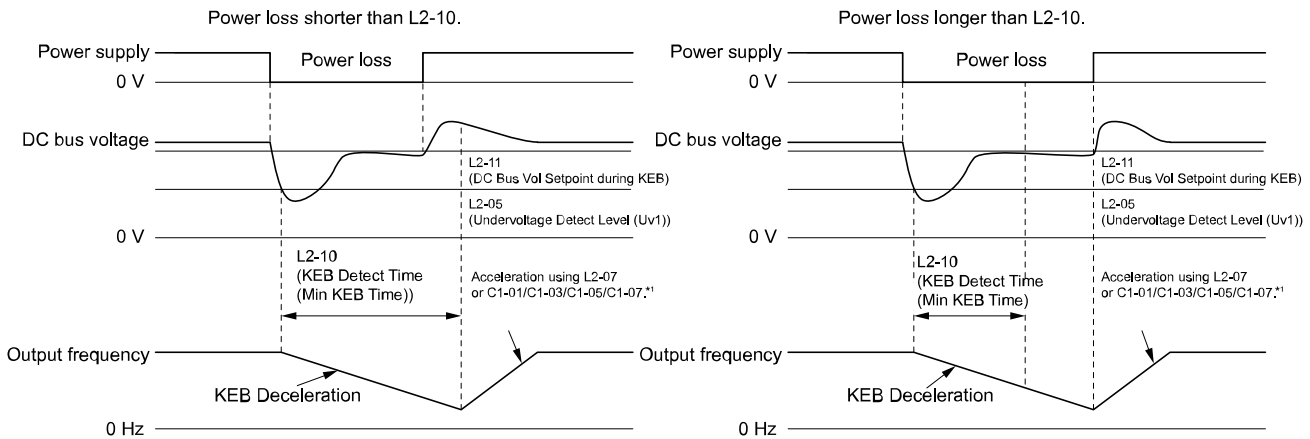 Power loss shorter than L2-10.
Power supply
Power loss
0 V
DC bus voltage
L2-11
(DC Bus Vol Setpoint during KEB)
L2-05
(Undervoltage Detect Level (Uv1))
0 V
L2-10
(KEB Detect Time
(Min KEB Time))
Acceleration using L2-07
or C1-01/C1-03/C1-05/C1-07.*1
Output frequency
KEB Deceleration
0 Hz
Power loss longer than L2-10.
Power supply
Power loss
0 V
DC bus voltage
L2-11
(DC Bus Vol Setpoint during KEB)
L2-05
(Undervoltage Detect Level (Uv1))
0 V
L2-10
(KEB Detect Time
(Min KEB Time)
Acceleration using L2-07
or C1-01/C1-03/C1-05/C1-07.*1
Output frequency
KEB Deceleration
0 Hz